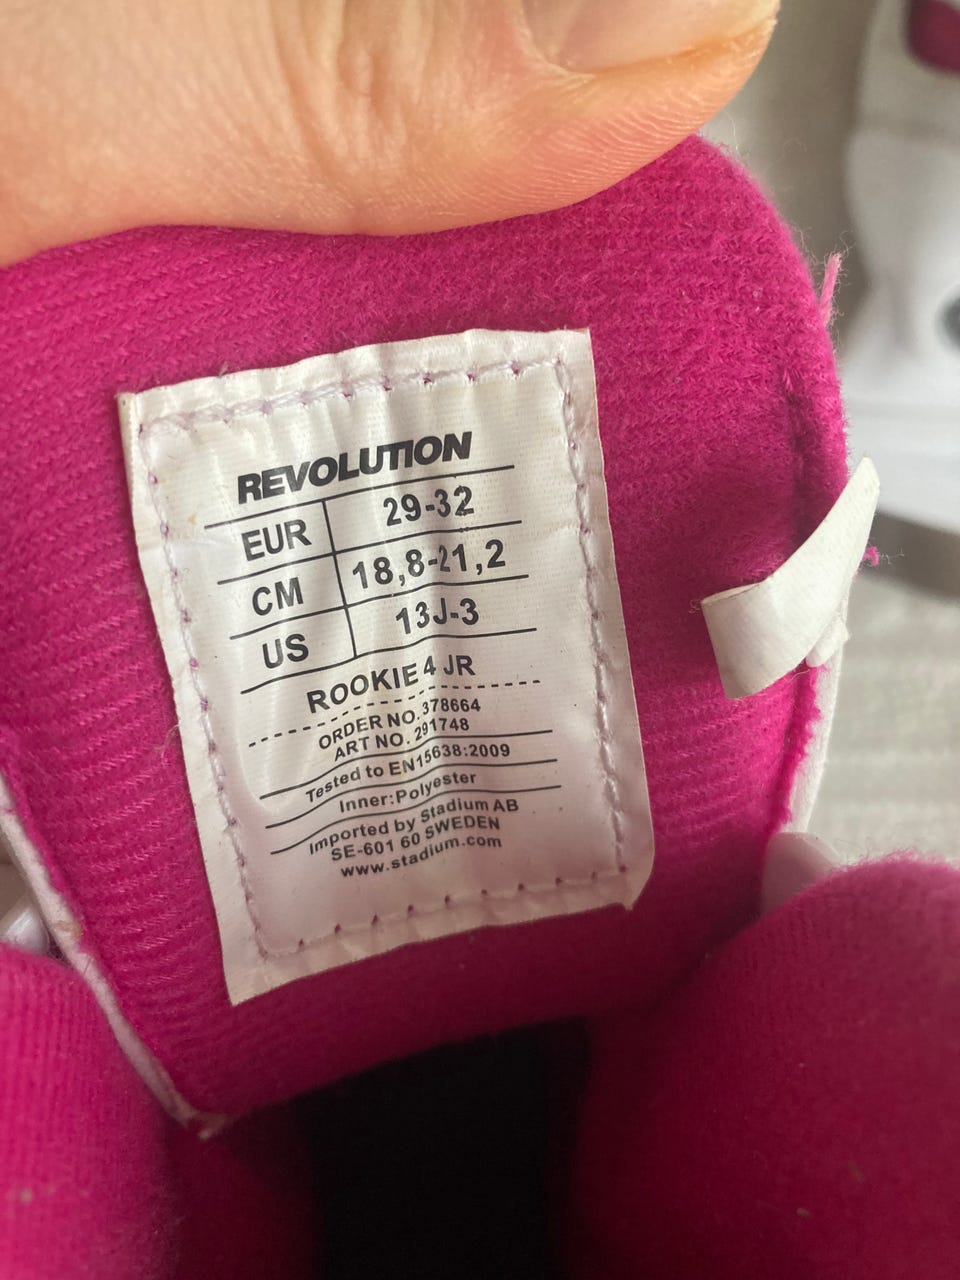 REVOLUTION
EUR 29-32
CM 18,8-21,2
US 13J-3
ROOKIE 4 JR
ORDER NO. 378664
ART NO. 291748
Tested to EN15638:2009
Inner:Polyester
Imported by Stadium AB
SE-601 60 SWEDEN
www.stadium.com